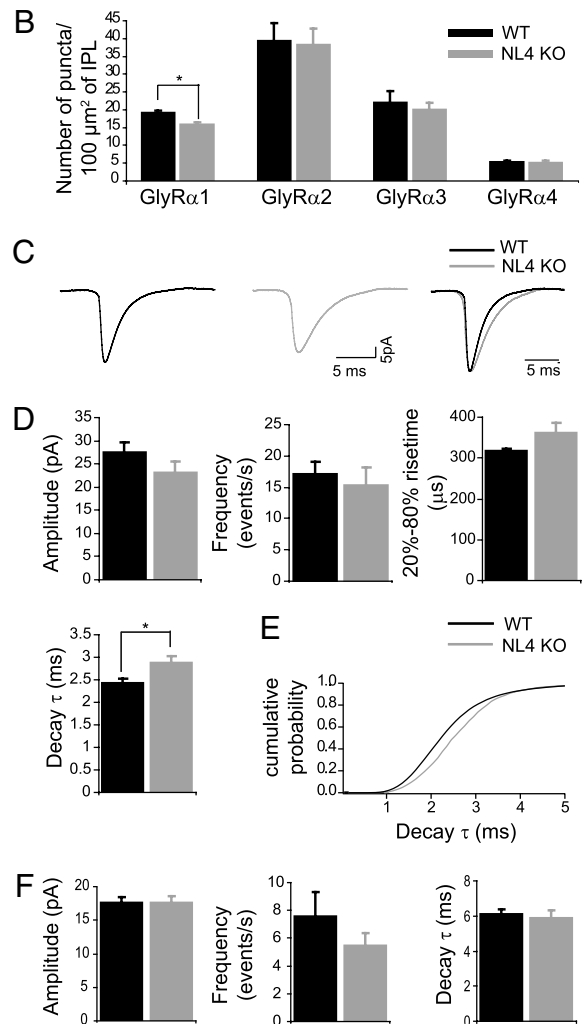 B
WT
NL4 KO
Number of puncta/
100 µm² of IPL
45
40
35
30
25
20
15
10
5
0
*
GlyRα1
GlyRα2
GlyRα3
GlyRα4
C
WT
NL4 KO
5 ms
5pA
5 ms
D
Amplitude (pA)
35
30
25
20
15
10
5
0
Frequency
(events/s)
25
20
15
10
5
0
20%-80% risetime
(µs)
400
300
200
100
0
Decay τ (ms)
3.5
3
2.5
2
1.5
1
0.5
0
*
E
WT
NL4 KO
cumulative
probability
1.0
0.8
0.6
0.4
0.2
0.0
1
2
3
4
5
Decay τ (ms)
F
Amplitude (pA)
20
15
10
5
0
Frequency
(events/s)
10
8
6
4
2
0
Decay τ (ms)
8
6
4
2
0